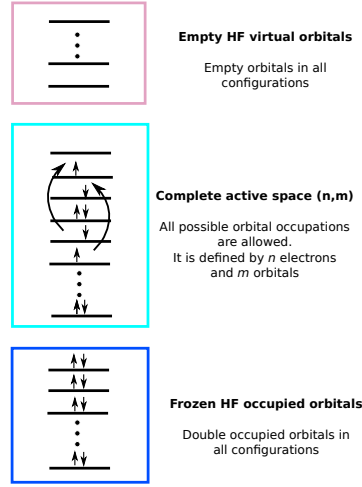 Empty HF virtual orbitals
Empty orbitals in all
configurations
Complete active space (n,m)
All possible orbital occupations
are allowed.
It is defined by n electrons
and m orbitals
Frozen HF occupied orbitals
Double occupied orbitals in
all configurations